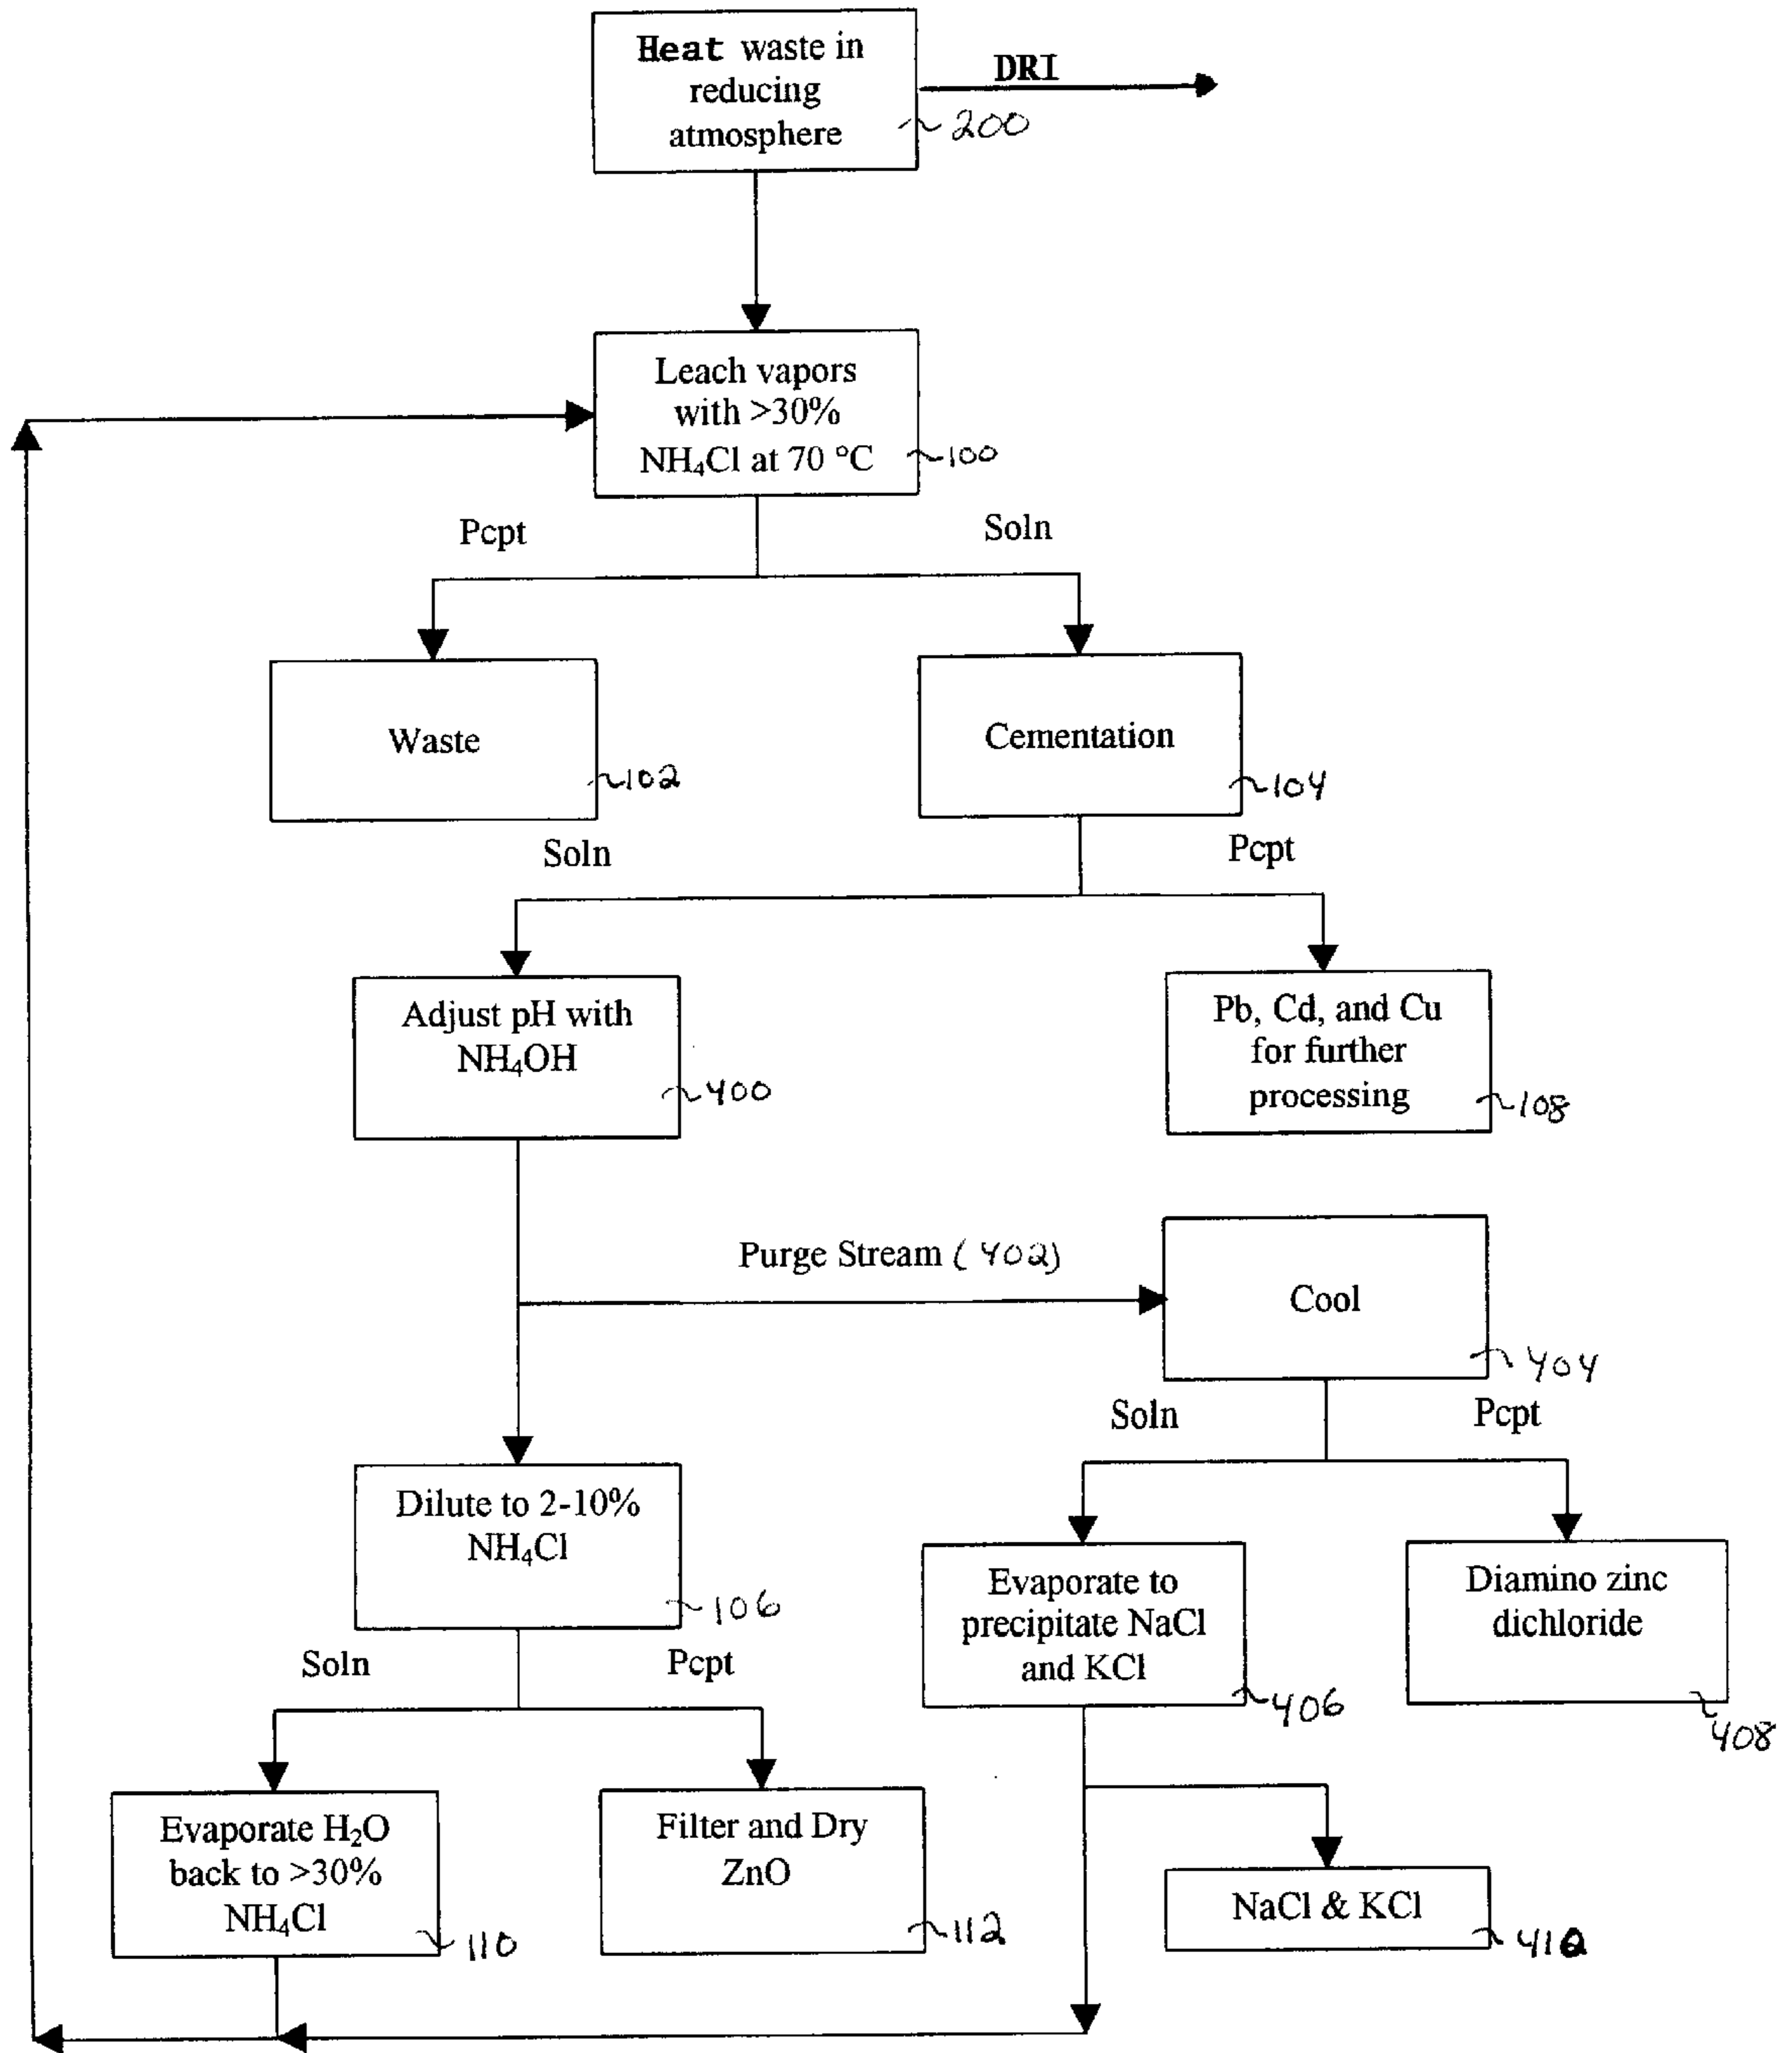 Heat waste in
reducing
atmosphere
200
DRI
Leach vapors
with >30%
NH₄Cl at 70 °C
100
Pcpt
Soln
Waste
102
Cementation
104
Soln
Pcpt
Adjust pH with
NH₄OH
400
Pb, Cd, and Cu
for further
processing
108
Purge Stream (402)
Cool
404
Soln
Pcpt
Dilute to 2-10%
NH₄Cl
106
Evaporate to
precipitate NaCl
and KCl
406
Diamino zinc
dichloride
408
Soln
Pcpt
Evaporate H₂O
back to >30%
NH₄Cl
110
Filter and Dry
ZnO
112
NaCl & KCl